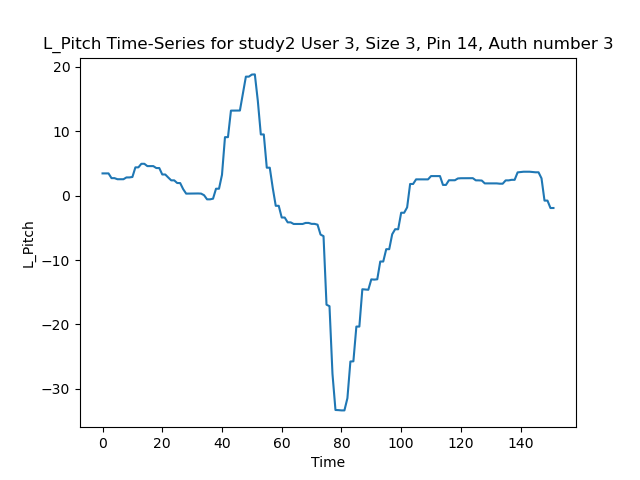 L_Pitch Time-Series for study2 User 3, Size 3, Pin 14, Auth number 3
20
10
0
−10
−20
−30
L_Pitch
0 20 40 60 80 100 120 140
Time